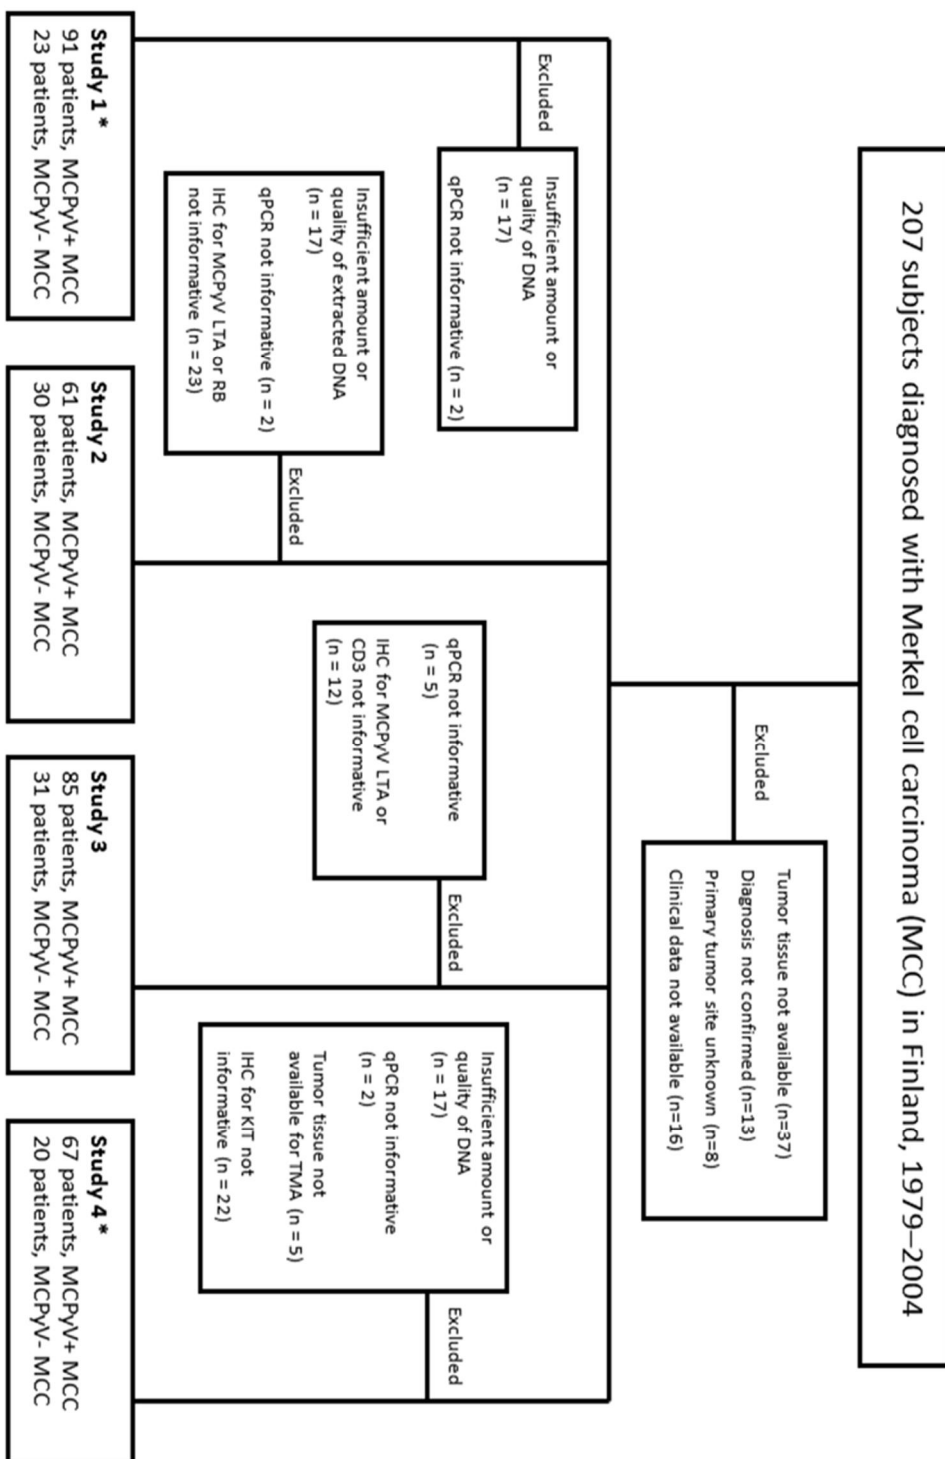 207 subjects diagnosed with Merkel cell carcinoma (MCC) in Finland, 1979–2004
Excluded
Tumor tissue not available (n=37)
Diagnosis not confirmed (n=13)
Primary tumor site unknown (n=8)
Clinical data not available (n=16)
Excluded
Insufficient amount or
quality of DNA
(n = 17)
qPCR not informative (n = 2)
Insufficient amount or
quality of extracted DNA
(n = 17)
qPCR not informative (n = 2)
IHC for MCPyV LTA or RB
not informative (n = 23)
Excluded
qPCR not informative
(n = 5)
IHC for MCPyV LTA or
CD3 not informative
(n = 12)
Excluded
Insufficient amount or
quality of DNA
(n = 17)
qPCR not informative
(n = 2)
Tumor tissue not
available for TMA (n = 5)
IHC for KIT not
informative (n = 22)
Excluded
Study 1*
91 patients, MCPyV+ MCC
23 patients, MCPyV- MCC
Study 2
61 patients, MCPyV+ MCC
30 patients, MCPyV- MCC
Study 3
85 patients, MCPyV+ MCC
31 patients, MCPyV- MCC
Study 4*
67 patients, MCPyV+ MCC
20 patients, MCPyV- MCC